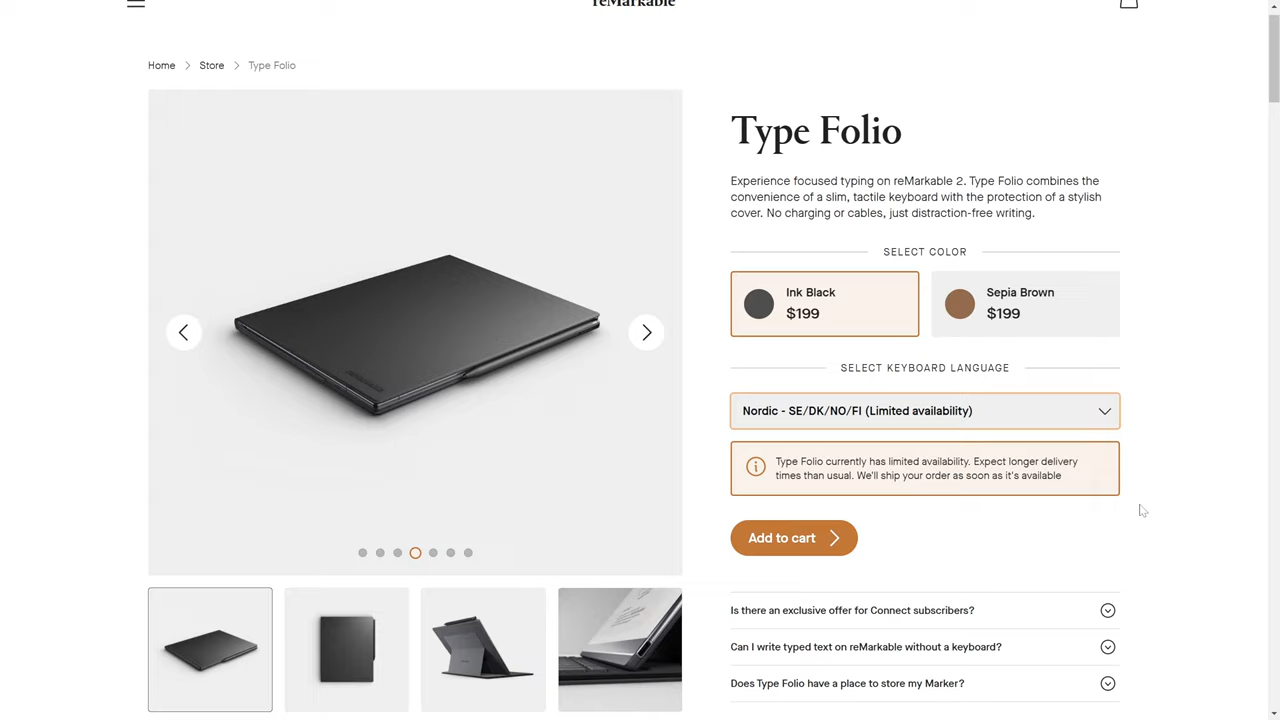 reMarkable
Home
Store
Type Folio
Type Folio
Experience focused typing on reMarkable 2. Type Folio combines the
convenience of a slim, tactile keyboard with the protection of a stylish
cover. No charging or cables, just distraction-free writing.
SELECT COLOR
Ink Black
$199
Sepia Brown
$199
SELECT KEYBOARD LANGUAGE
Nordic - SE/DK/NO/FI (Limited availability)
Type Folio currently has limited availability. Expect longer delivery
times than usual. We'll ship your order as soon as it's available
Add to cart
Is there an exclusive offer for Connect subscribers?
Can I write typed text on reMarkable without a keyboard?
Does Type Folio have a place to store my Marker?